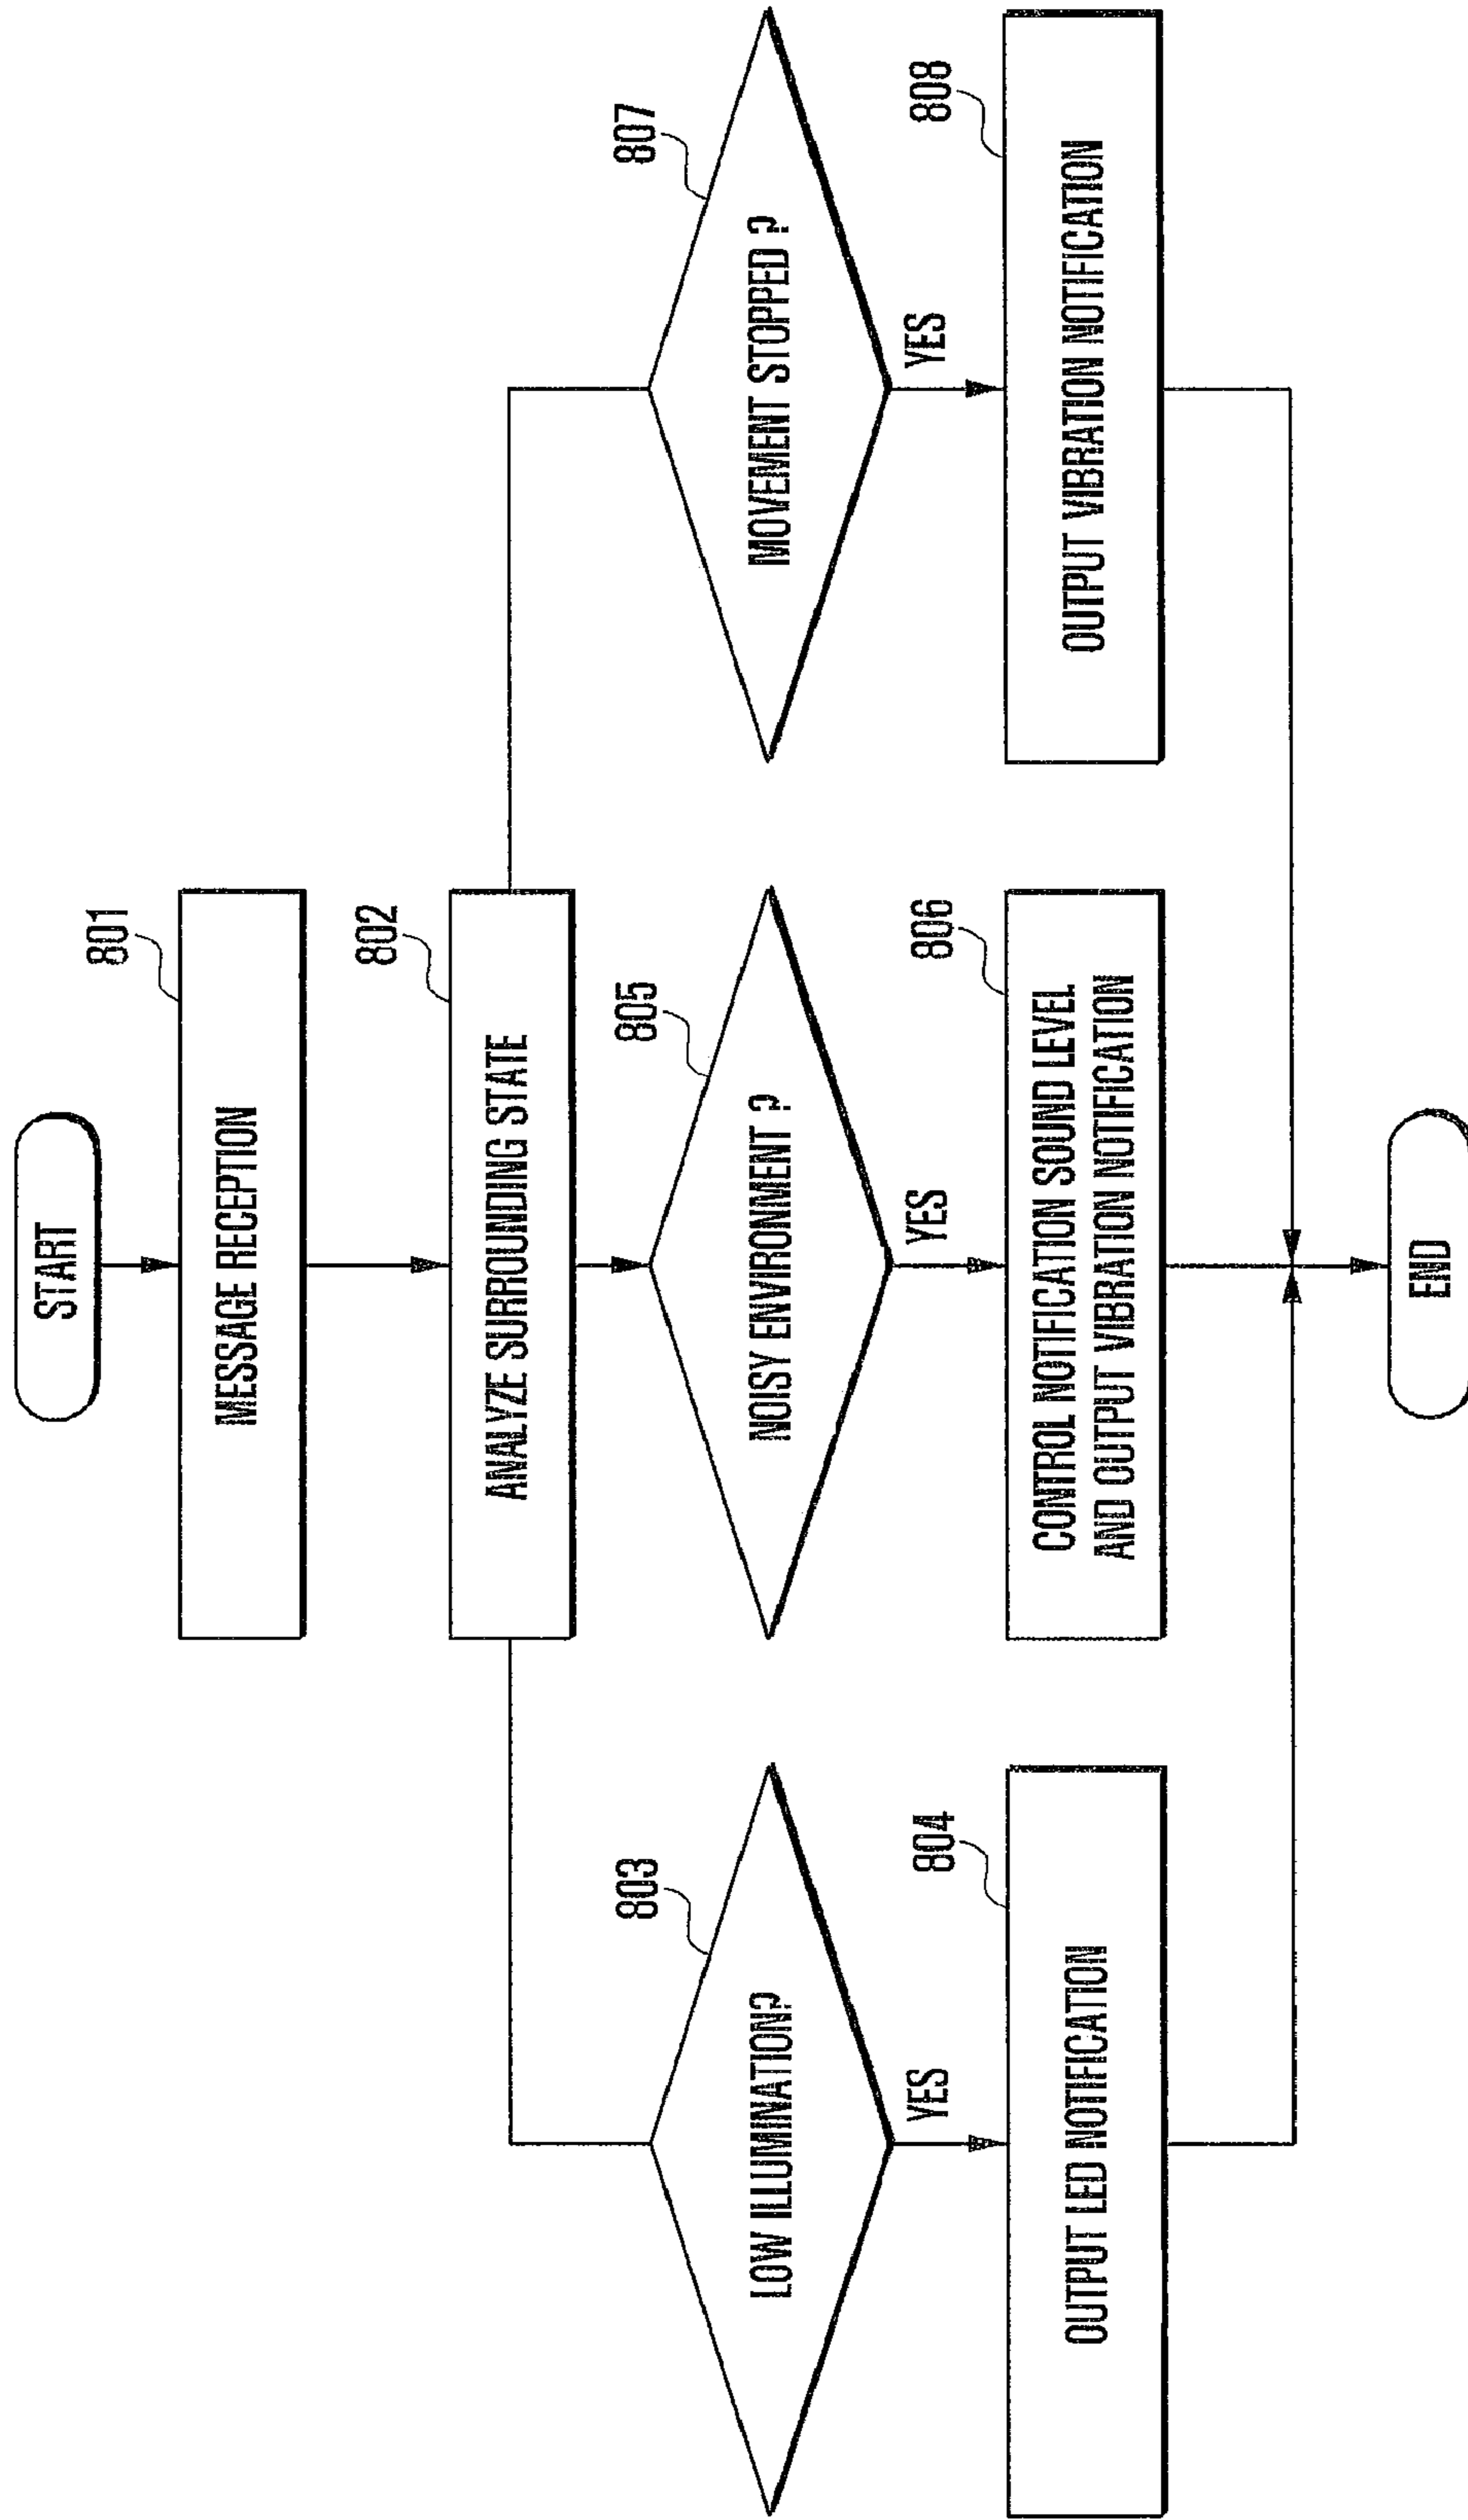 START
801
MESSAGE RECEPTION
802
ANALYZE SURROUNDING STATE
803
LOW ILLUMINATION?
YES
804
OUTPUT LED NOTIFICATION
805
NOISY ENVIRONMENT ?
YES
806
CONTROL NOTIFICATION SOUND LEVEL
AND OUTPUT VIBRATION NOTIFICATION
807
MOVEMENT STOPPED ?
YES
808
OUTPUT VIBRATION NOTIFICATION
END